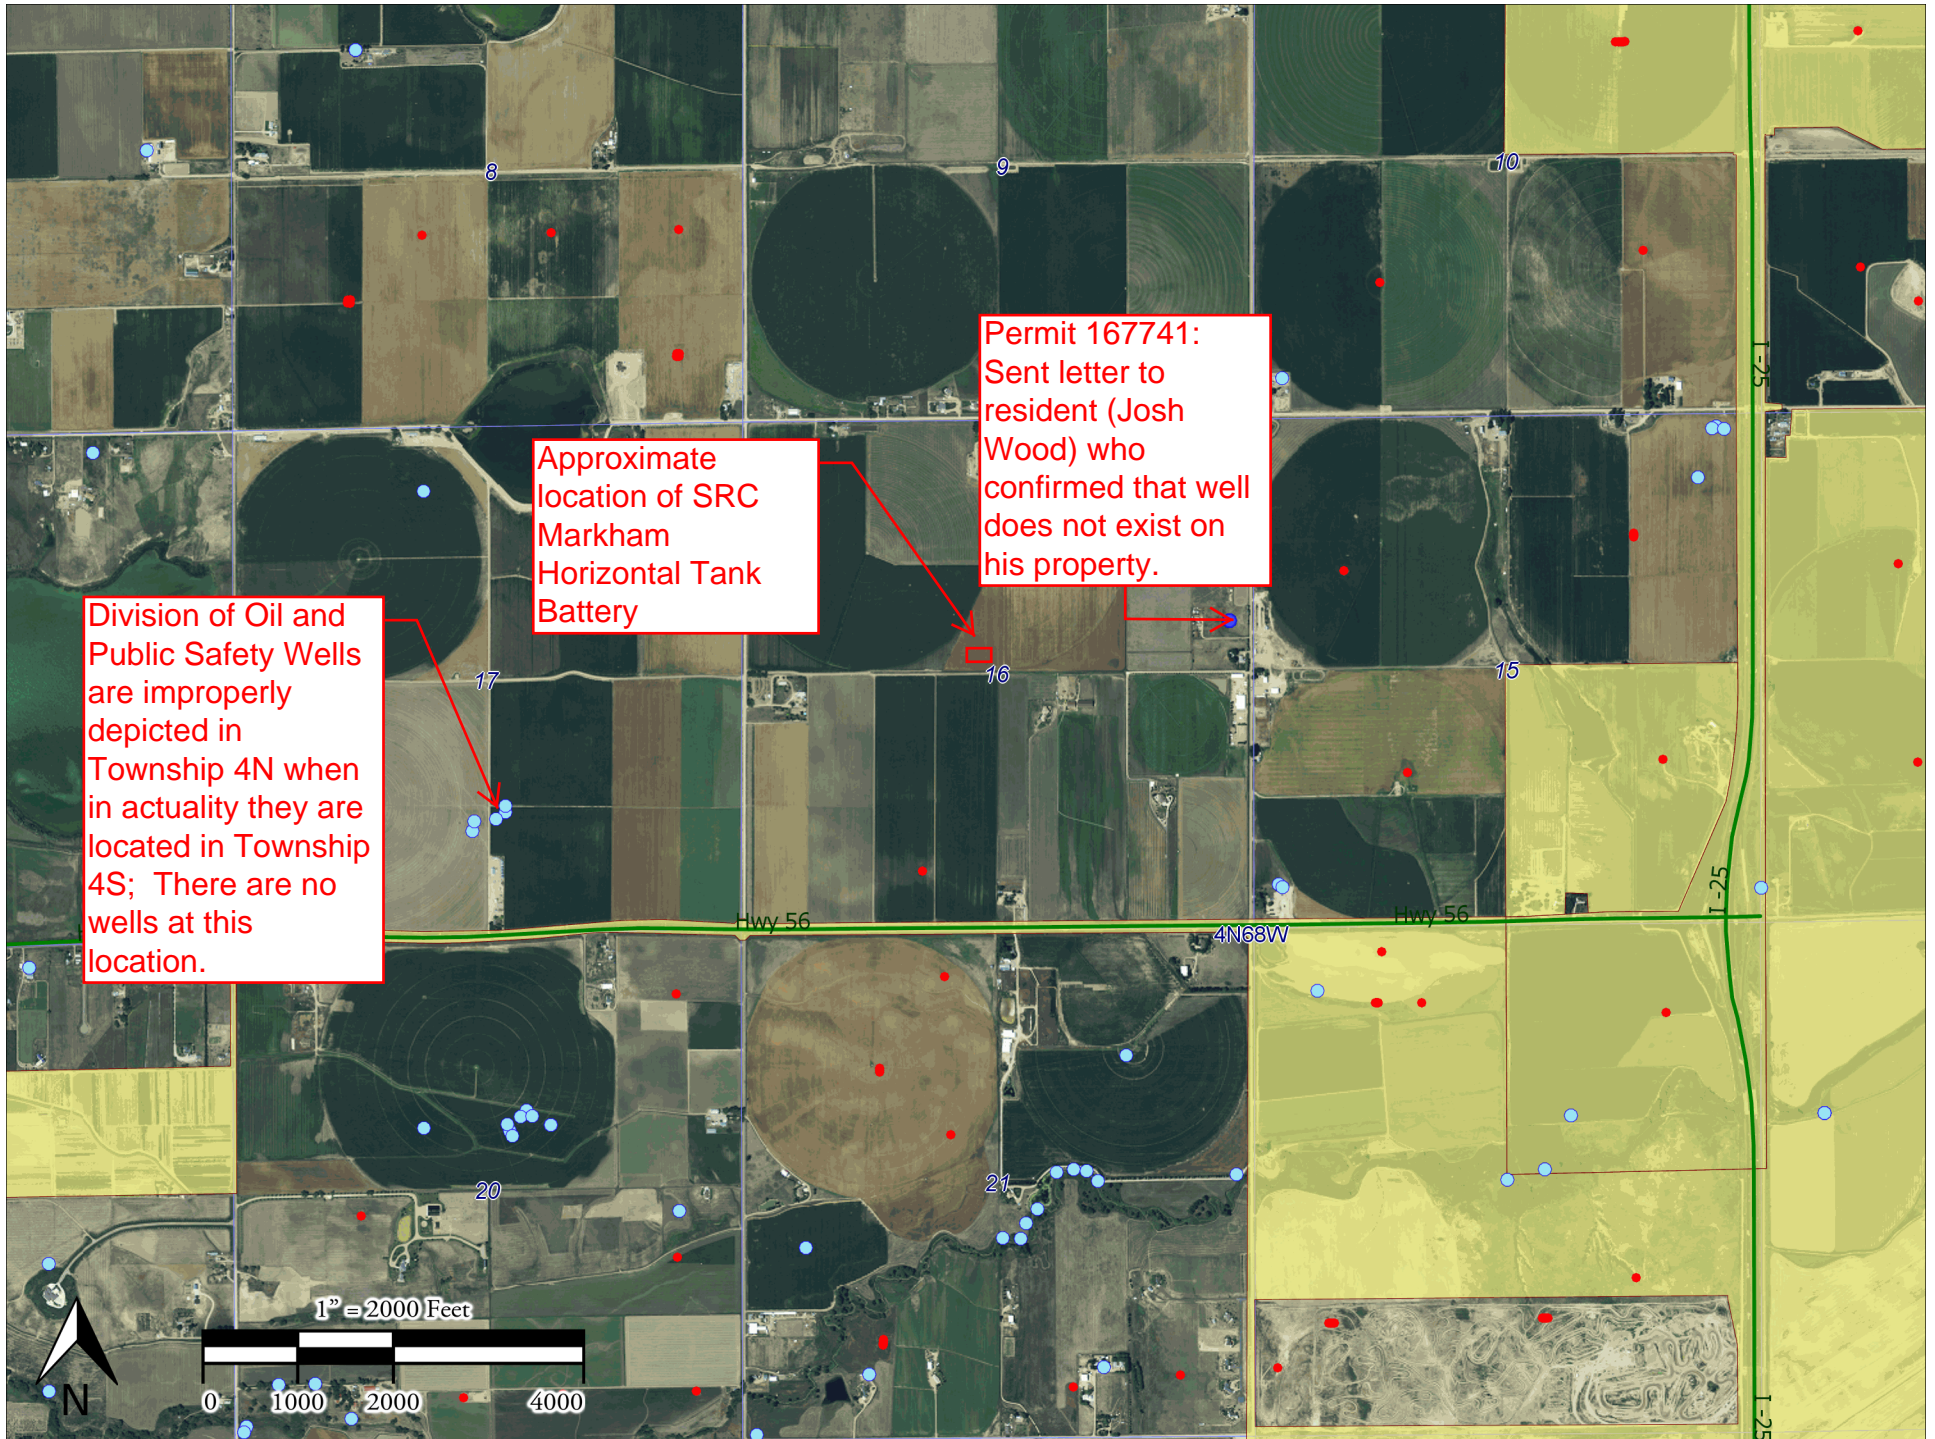 8
9
10
I-25
Permit 167741:
Sent letter to
resident (Josh
Wood) who
confirmed that well
does not exist on
his property.
Approximate
location of SRC
Markham
Horizontal Tank
Battery
Division of Oil and
Public Safety Wells
are improperly
depicted in
Township 4N when
in actuality they are
located in Township
4S;  There are no
wells at this
location.
17
16
15
I-25
Hwy 56
Hwy 56
4N68W
20
21
1” = 2000 Feet
0 1000 2000 4000
N
I-25